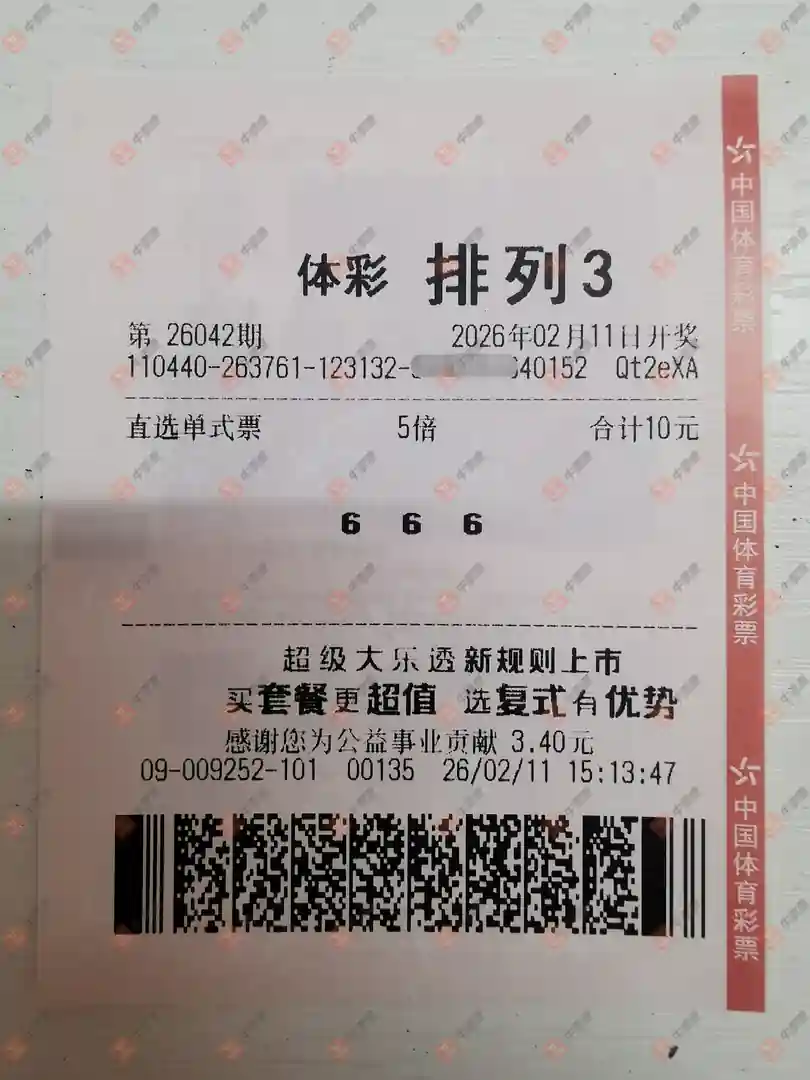 体彩 排列3
第 26042期 2026年02月11日开奖
110440-263761-123132- 640152 Qt2eXA
直选单式票 5倍 合计10元
6 6 6
超级大乐透新规则上市
买套餐更超值 选复式有优势
感谢您为公益事业贡献 3.40元
09-009252-101 00135 26/02/11 15:13:47
中国体育彩票
中国体育彩票
中国体育彩票